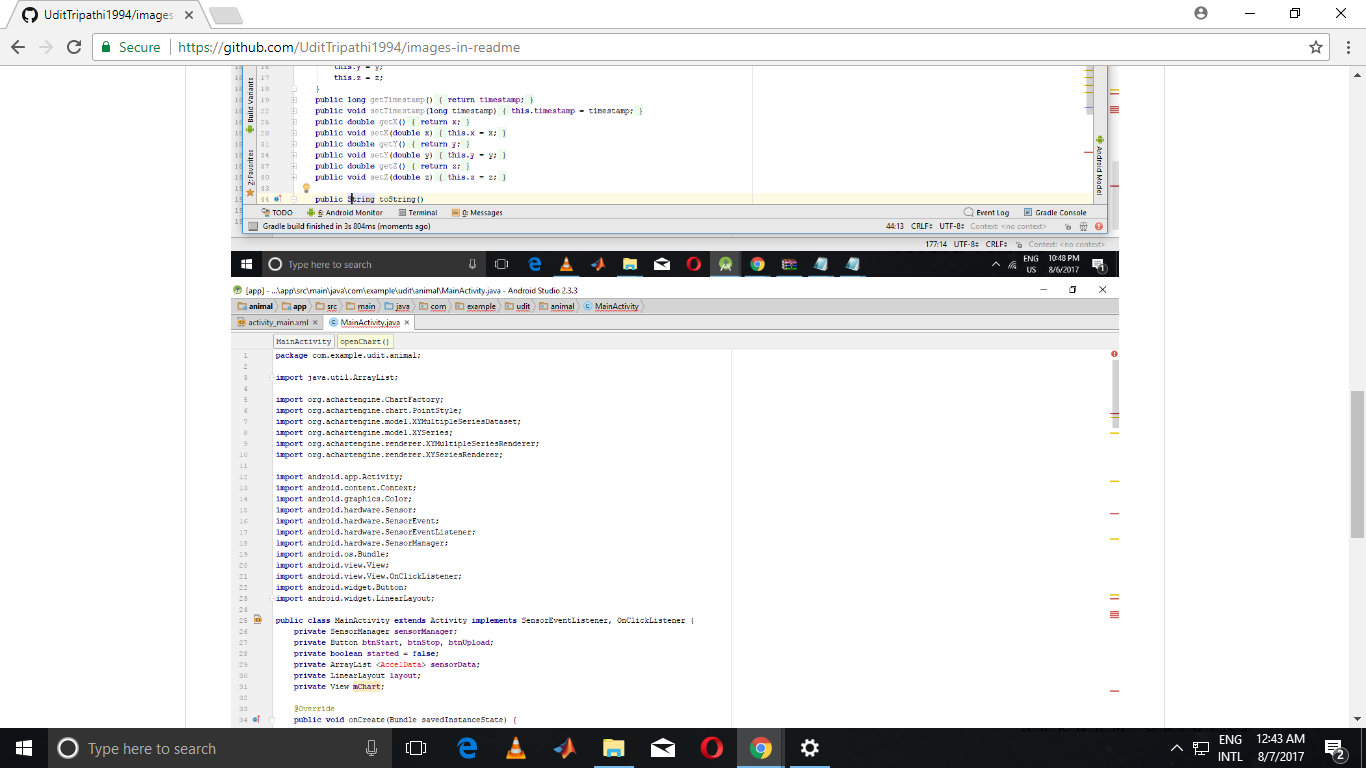 UditTripathi1994/images
Secure https://github.com/UditTripathi1994/images-in-readme
16 this.y = y;
17 this.z = z;
18 }
19 public long getTimestamp() { return timestamp; }
22 public void setTimestamp(long timestamp) { this.timestamp = timestamp; }
25 public double getX() { return x; }
28 public void setX(double x) { this.x = x; }
31 public double getY() { return y; }
34 public void setY(double y) { this.y = y; }
37 public double getZ() { return z; }
40 public void setZ(double z) { this.z = z; }
43
44 public String toString()
Build Variants
2: Favorites
Android Model
TODO 6: Android Monitor Terminal 0: Messages Event Log Gradle Console
Gradle build finished in 3s 804ms (moments ago) 44:13 CRLF÷ UTF-8÷ Context: <no context>
177:14 UTF-8÷ CRLF÷ Context: <no context>
Type here to search ENG US 10:48 PM 8/6/2017 1
[app] - ...\app\src\main\java\com\example\udit\animal\MainActivity.java - Android Studio 2.3.3
animal app src main java com example udit animal MainActivity
activity_main.xml MainActivity.java
MainActivity openChart()
1 package com.example.udit.animal;
2
3 import java.util.ArrayList;
4
5 import org.achartengine.ChartFactory;
6 import org.achartengine.chart.PointStyle;
7 import org.achartengine.model.XYMultipleSeriesDataset;
8 import org.achartengine.model.XYSeries;
9 import org.achartengine.renderer.XYMultipleSeriesRenderer;
10 import org.achartengine.renderer.XYSeriesRenderer;
11
12 import android.app.Activity;
13 import android.content.Context;
14 import android.graphics.Color;
15 import android.hardware.Sensor;
16 import android.hardware.SensorEvent;
17 import android.hardware.SensorEventListener;
18 import android.hardware.SensorManager;
19 import android.os.Bundle;
20 import android.view.View;
21 import android.view.View.OnClickListener;
22 import android.widget.Button;
23 import android.widget.LinearLayout;
24
25 public class MainActivity extends Activity implements SensorEventListener, OnClickListener {
26 private SensorManager sensorManager;
27 private Button btnStart, btnStop, btnUpload;
28 private boolean started = false;
29 private ArrayList <AccelData> sensorData;
30 private LinearLayout layout;
31 private View mChart;
32
33 @Override
34 public void onCreate(Bundle savedInstanceState) {
Type here to search ENG INTL 12:43 AM 8/7/2017 2